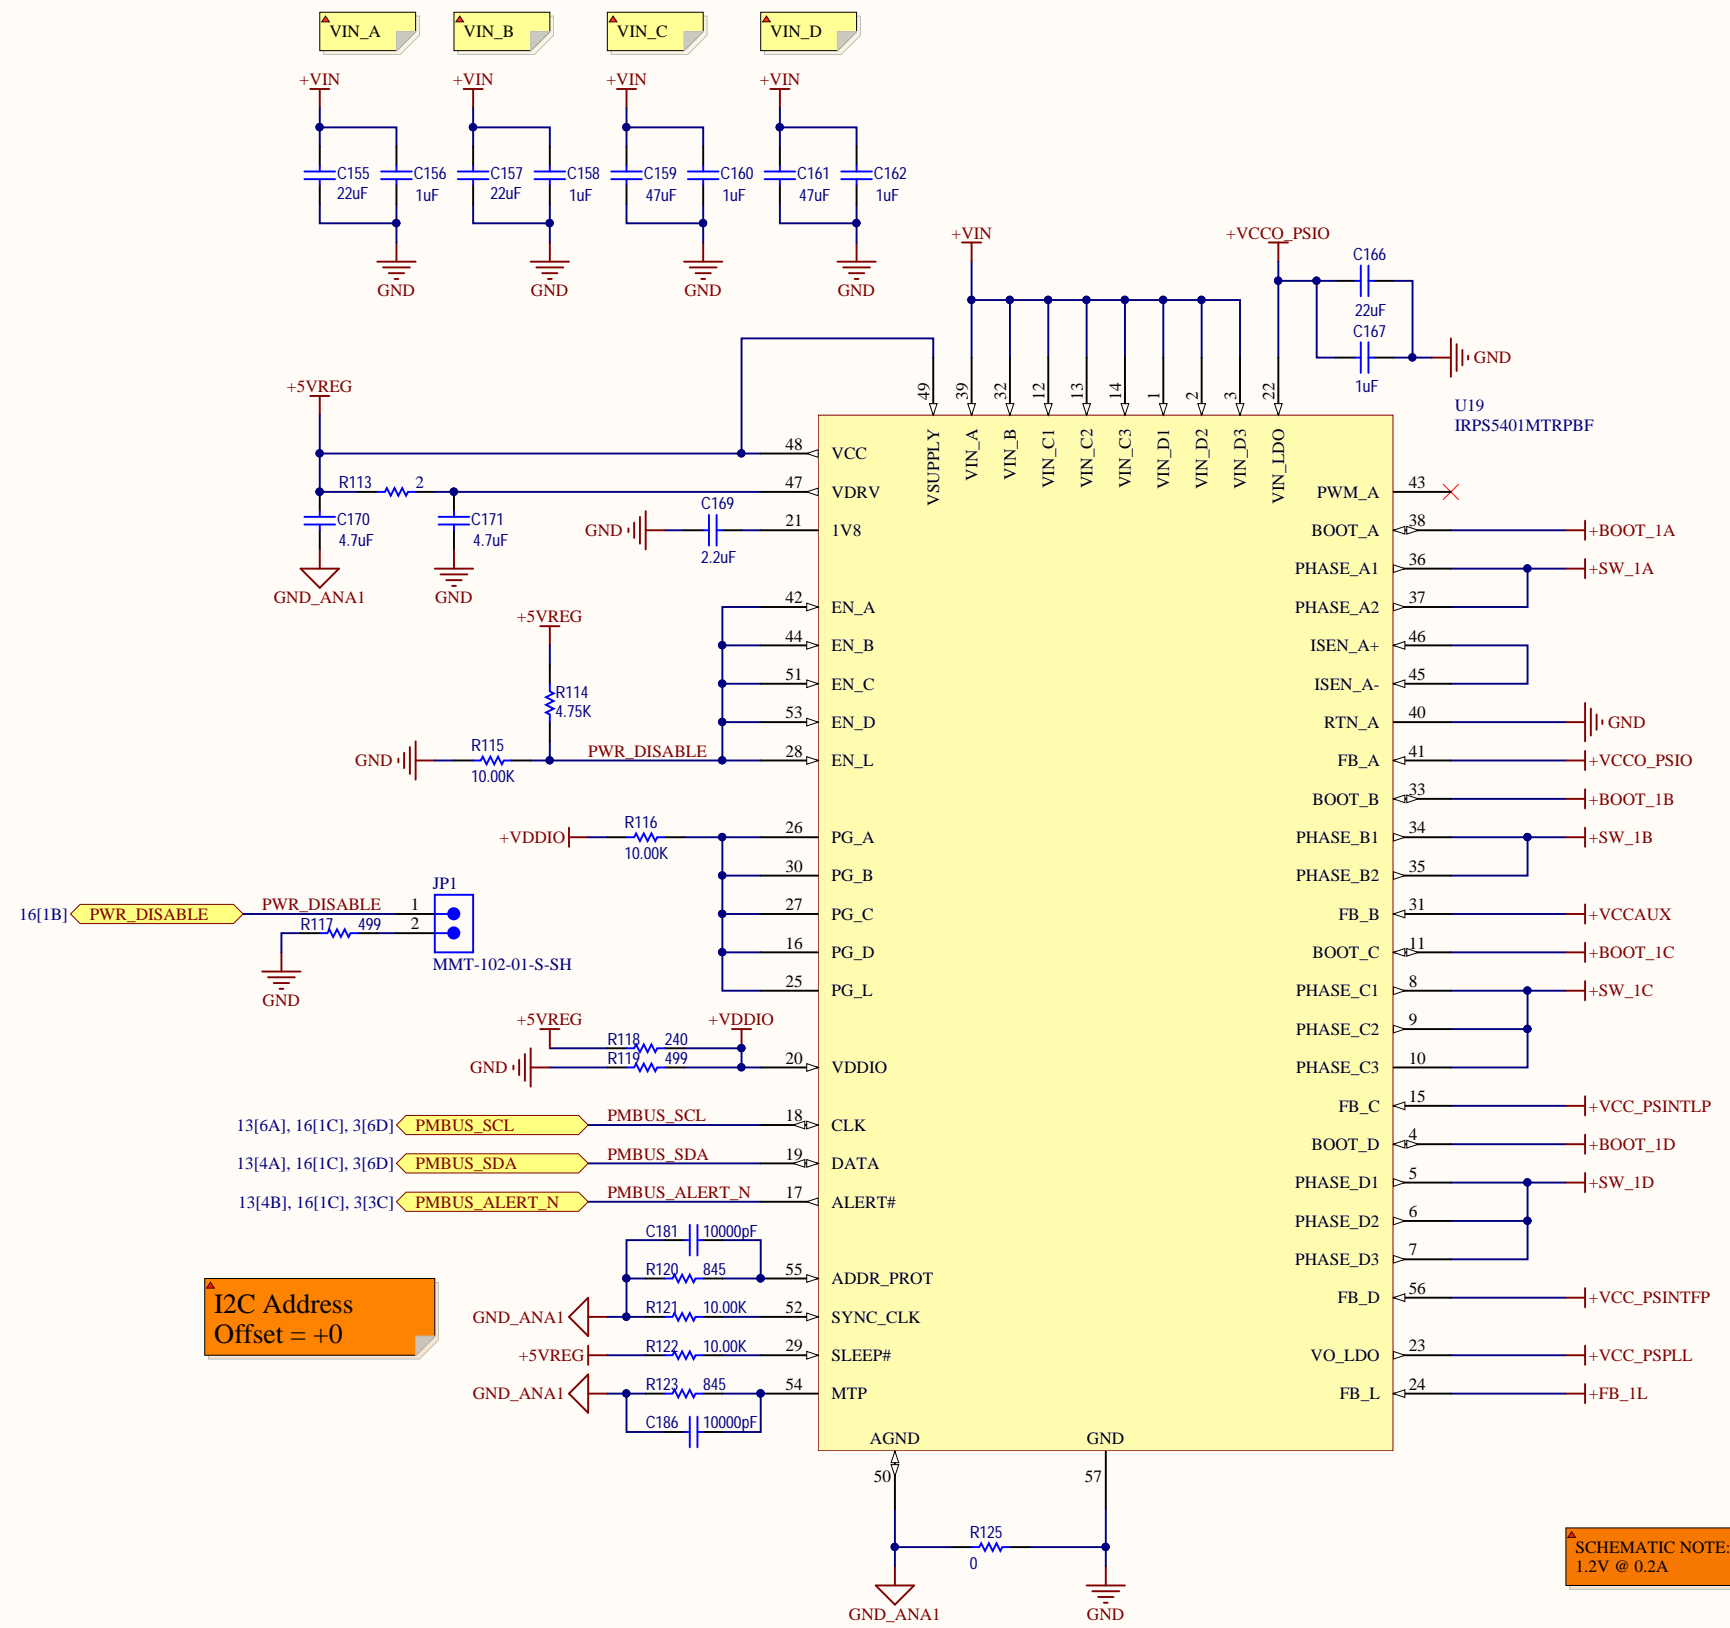 VIN_A
VIN_B
VIN_C
VIN_D
+VIN
+VIN
+VIN
+VIN
C155
22uF
C156
1uF
C157
22uF
C158
1uF
C159
47uF
C160
1uF
C161
47uF
C162
1uF
GND
GND
GND
GND
+VIN
+VCCO_PSIO
C166
22uF
C167
1uF
GND
U19
IRPS5401MTRPBF
49
39
32
12
13
14
1
2
3
22
VSUPPLY
VIN_A
VIN_B
VIN_C1
VIN_C2
VIN_C3
VIN_D1
VIN_D2
VIN_D3
VIN_LDO
+5VREG
48 VCC
R113 2
47 VDRV
C170
4.7uF
C171
4.7uF
GND_ANA1
GND
GND
C169
2.2uF
21 1V8
42 EN_A
44 EN_B
51 EN_C
53 EN_D
28 EN_L
+5VREG
R114
4.75K
GND
R115
10.00K
PWR_DISABLE
+VDDIO
R116
10.00K
26 PG_A
30 PG_B
27 PG_C
16 PG_D
25 PG_L
16[1B] PWR_DISABLE
PWR_DISABLE 1
R117 499 2
JP1
MMT-102-01-S-SH
GND
+5VREG
+VDDIO
R118 240
GND
R119 499
20 VDDIO
13[6A], 16[1C], 3[6D] PMBUS_SCL PMBUS_SCL 18 CLK
13[4A], 16[1C], 3[6D] PMBUS_SDA PMBUS_SDA 19 DATA
13[4B], 16[1C], 3[3C] PMBUS_ALERT_N PMBUS_ALERT_N 17 ALERT#
C181 10000pF
R120 845 55 ADDR_PROT
GND_ANA1 R121 10.00K 52 SYNC_CLK
+5VREG R122 10.00K 29 SLEEP#
GND_ANA1 R123 845 54 MTP
C186 10000pF
I2C Address
Offset = +0
PWM_A 43
BOOT_A 38 +BOOT_1A
PHASE_A1 36 +SW_1A
PHASE_A2 37
ISEN_A+ 46
ISEN_A- 45
RTN_A 40 GND
FB_A 41 +VCCO_PSIO
BOOT_B 33 +BOOT_1B
PHASE_B1 34 +SW_1B
PHASE_B2 35
FB_B 31 +VCCAUX
BOOT_C 11 +BOOT_1C
PHASE_C1 8 +SW_1C
PHASE_C2 9
PHASE_C3 10
FB_C 15 +VCC_PSINTLP
BOOT_D 4 +BOOT_1D
PHASE_D1 5 +SW_1D
PHASE_D2 6
PHASE_D3 7
FB_D 56 +VCC_PSINTFP
VO_LDO 23 +VCC_PSPLL
FB_L 24 +FB_1L
AGND
GND
50
57
R125
0
GND_ANA1
GND
SCHEMATIC NOTE:
1.2V @ 0.2A